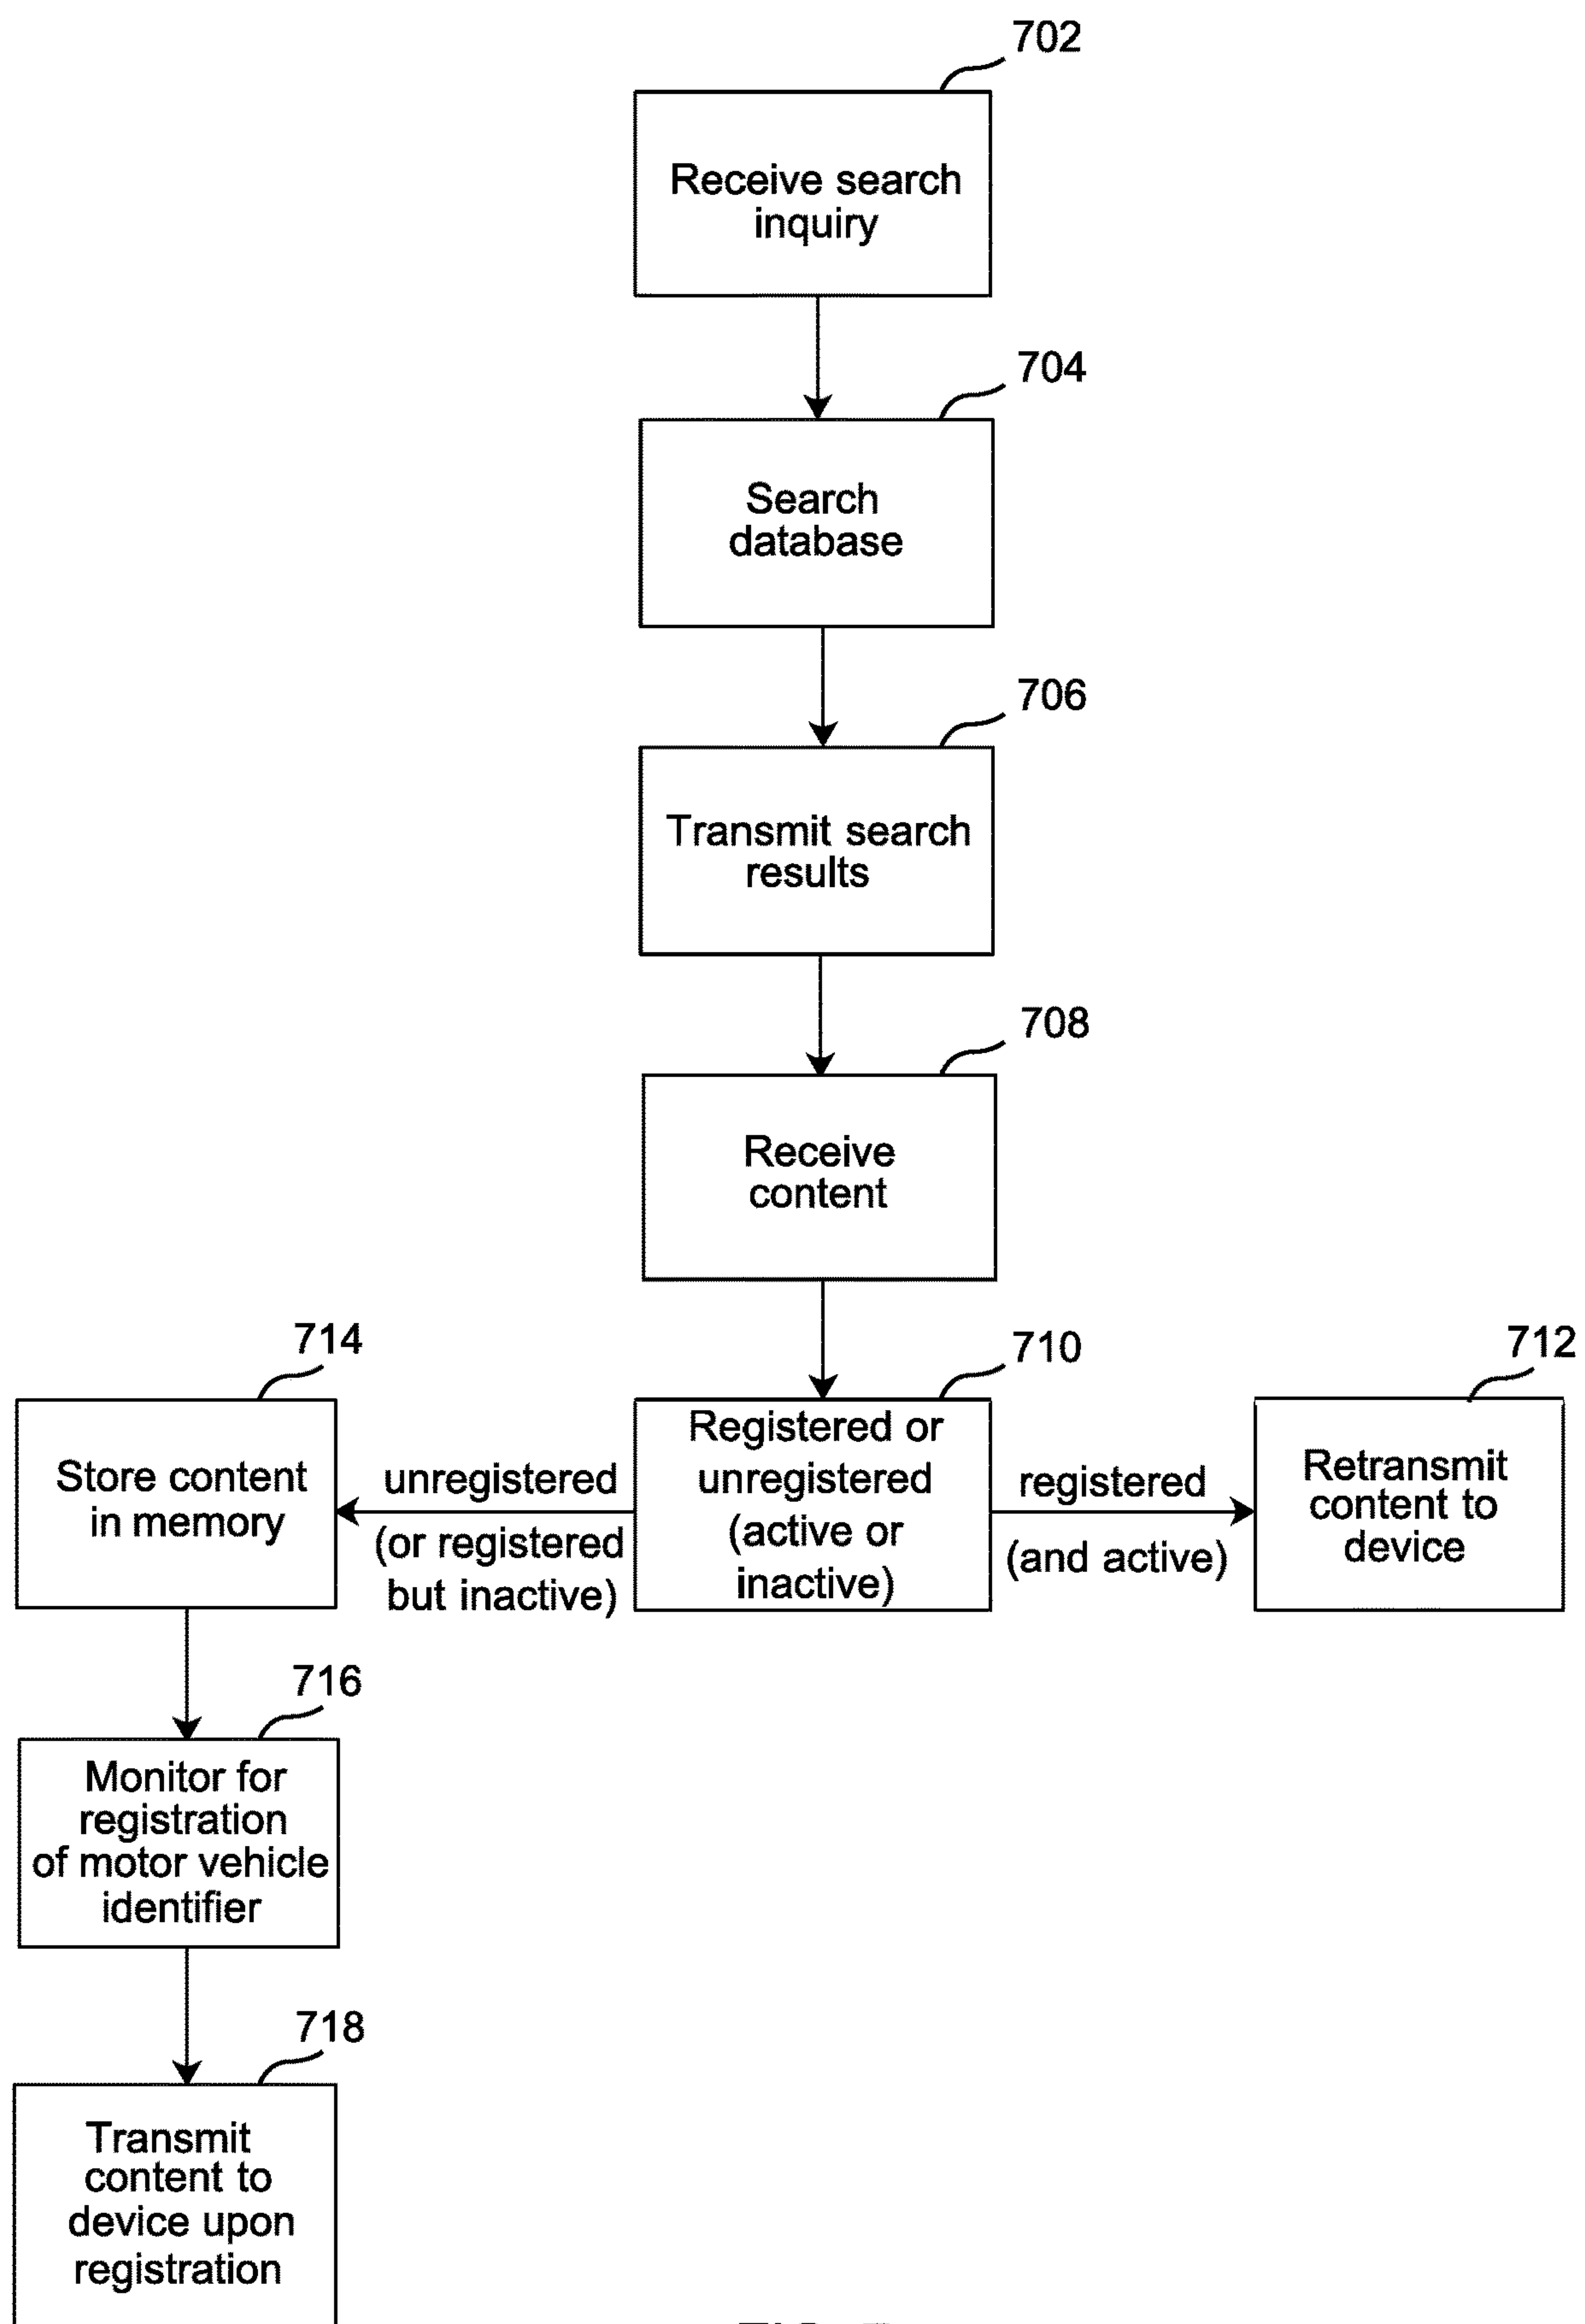 702
Receive search
inquiry
704
Search
database
706
Transmit search
results
708
Receive
content
710
Registered or
unregistered
(active or
inactive)
registered
(and active)
712
Retransmit
content to
device
unregistered
(or registered
but inactive)
714
Store content
in memory
716
Monitor for
registration
of motor vehicle
identifier
718
Transmit
content to
device upon
registration